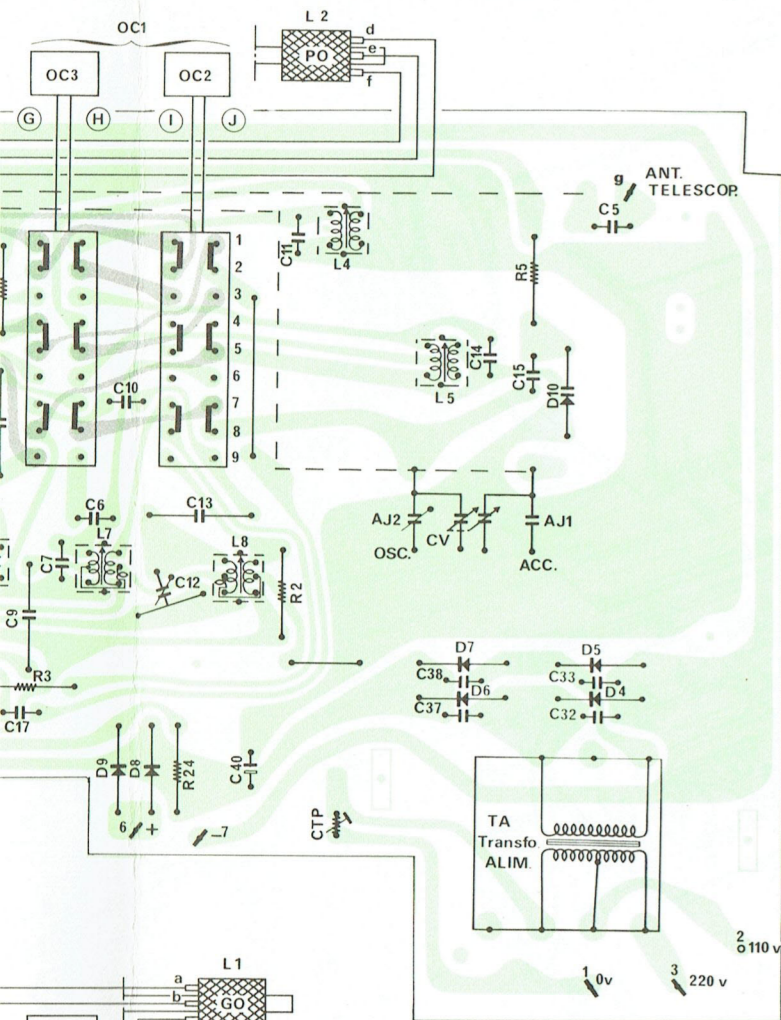 OC1
L 2
d
e
PO
f
OC3
OC2
G
H
I
J
g
ANT.
TELESCOP.
C5
C11
L4
R5
1
2
3
4
5
6
7
8
9
C10
L5
C14
C15
D10
C6
C13
L7
C7
C12
L8
R2
AJ2
CV
AJ1
OSC.
ACC.
C9
R3
C17
D7
C38
D6
C37
D5
C33
D4
C32
D9
D8
R24
C40
6
+
–7
CTP
TA
Transfo.
ALIM.
2
110 v
1
0v
3
220 v
L1
a
b
GO